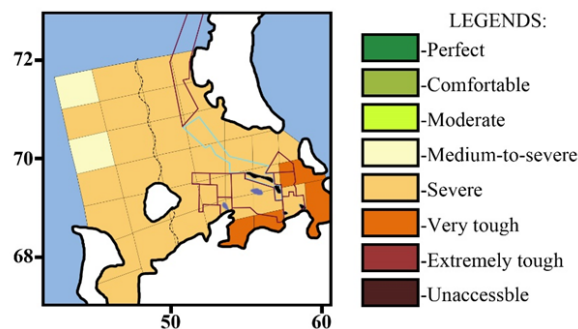 LEGENDS:
72
-Perfect
-Comfortable
-Moderate
70
-Medium-to-severe
-Severe
-Very tough
68
-Extremely tough
-Unaccessble
50
60